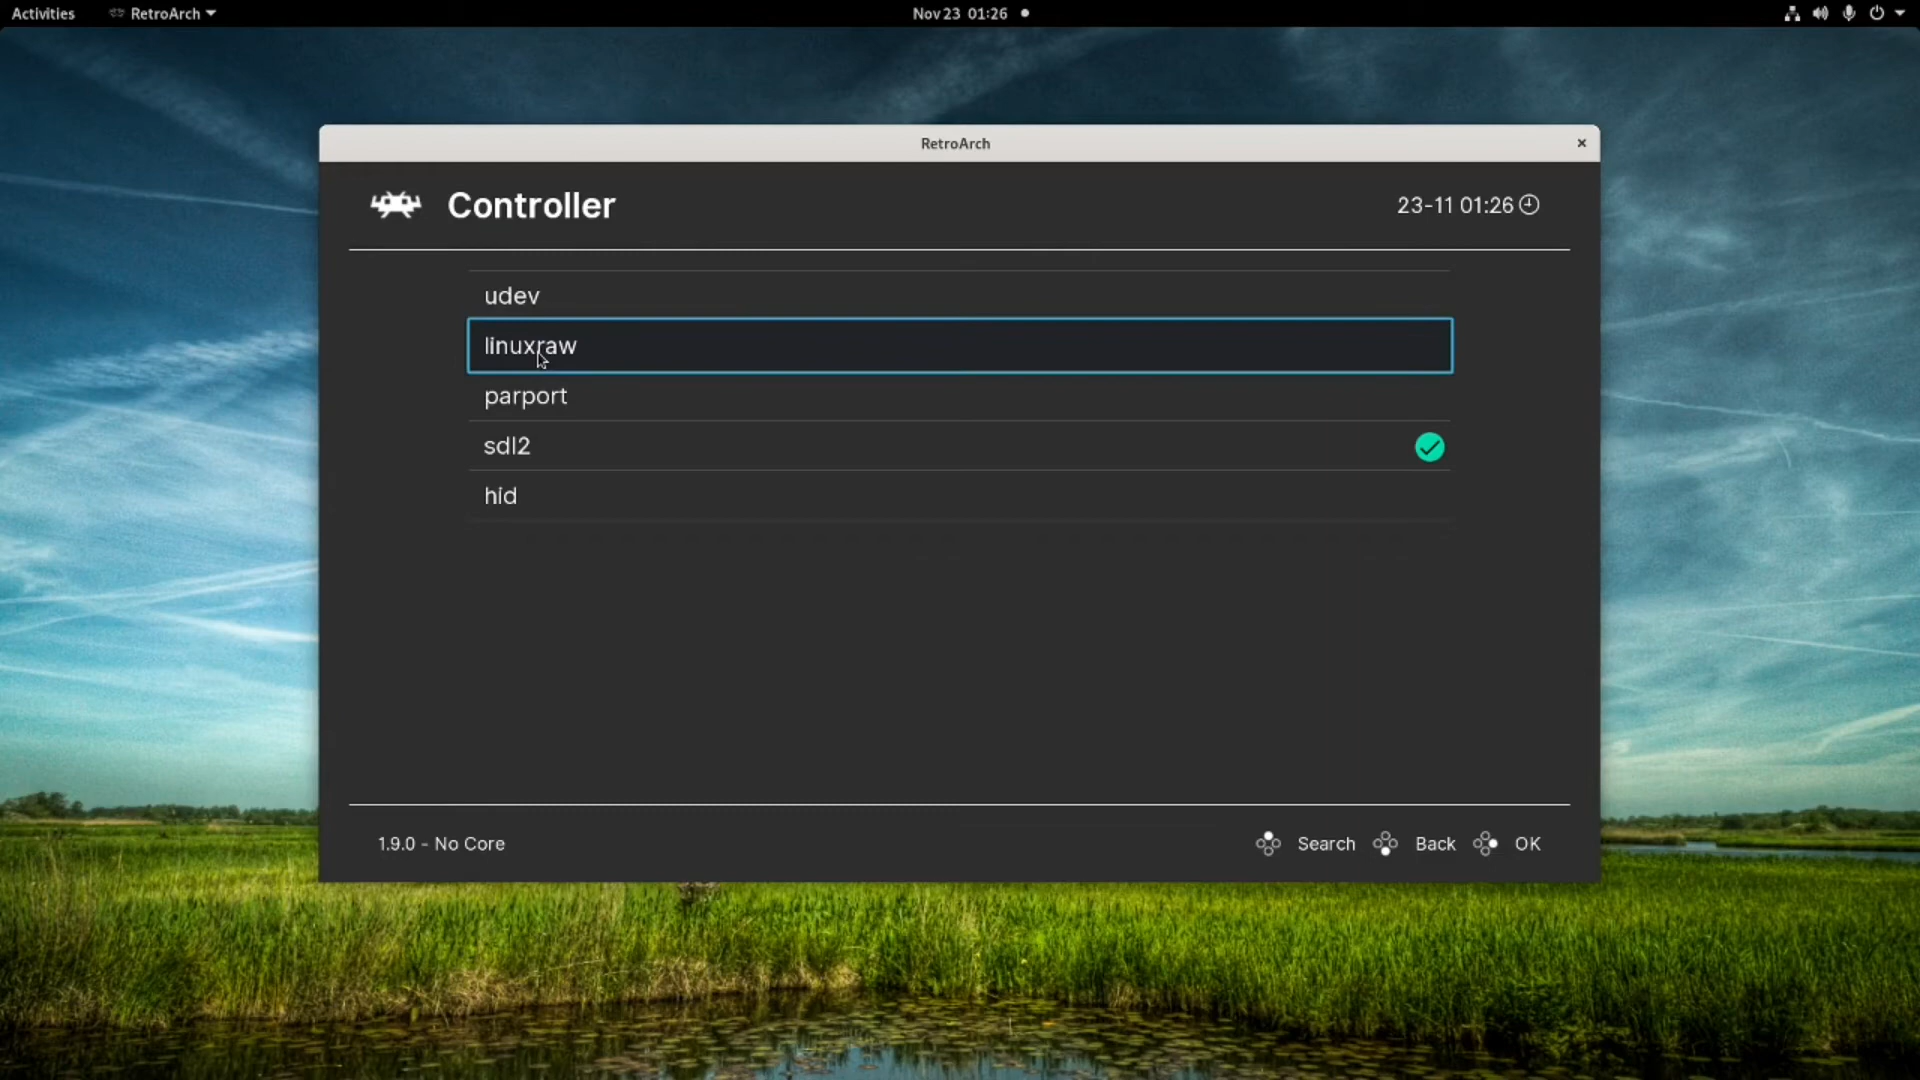 Activities RetroArch Nov 23 01:26
RetroArch
Controller 23-11 01:26
udev
linuxraw
parport
sdl2
hid
1.9.0 - No Core Search Back OK